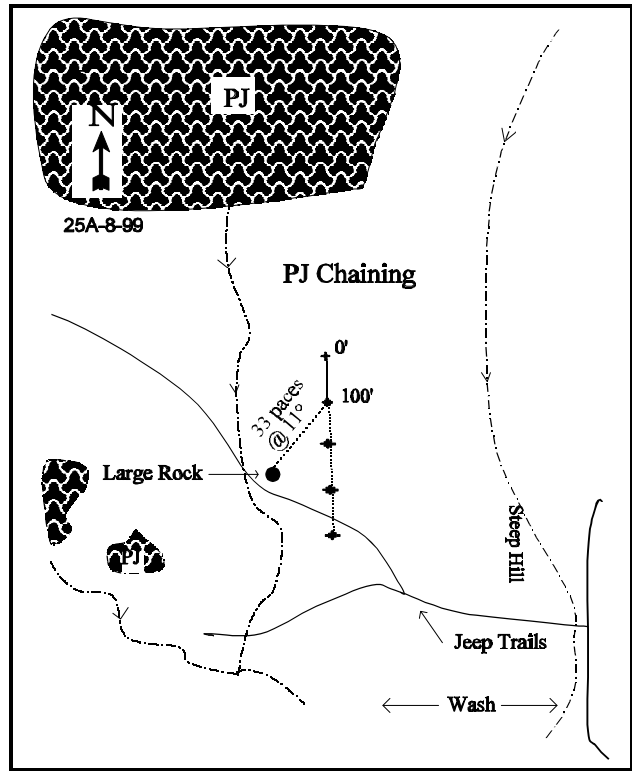 PJ
N
25A-8-99
PJ Chaining
0'
100'
33 paces
@ 11°
Large Rock
PJ
Steep Hill
Jeep Trails
Wash